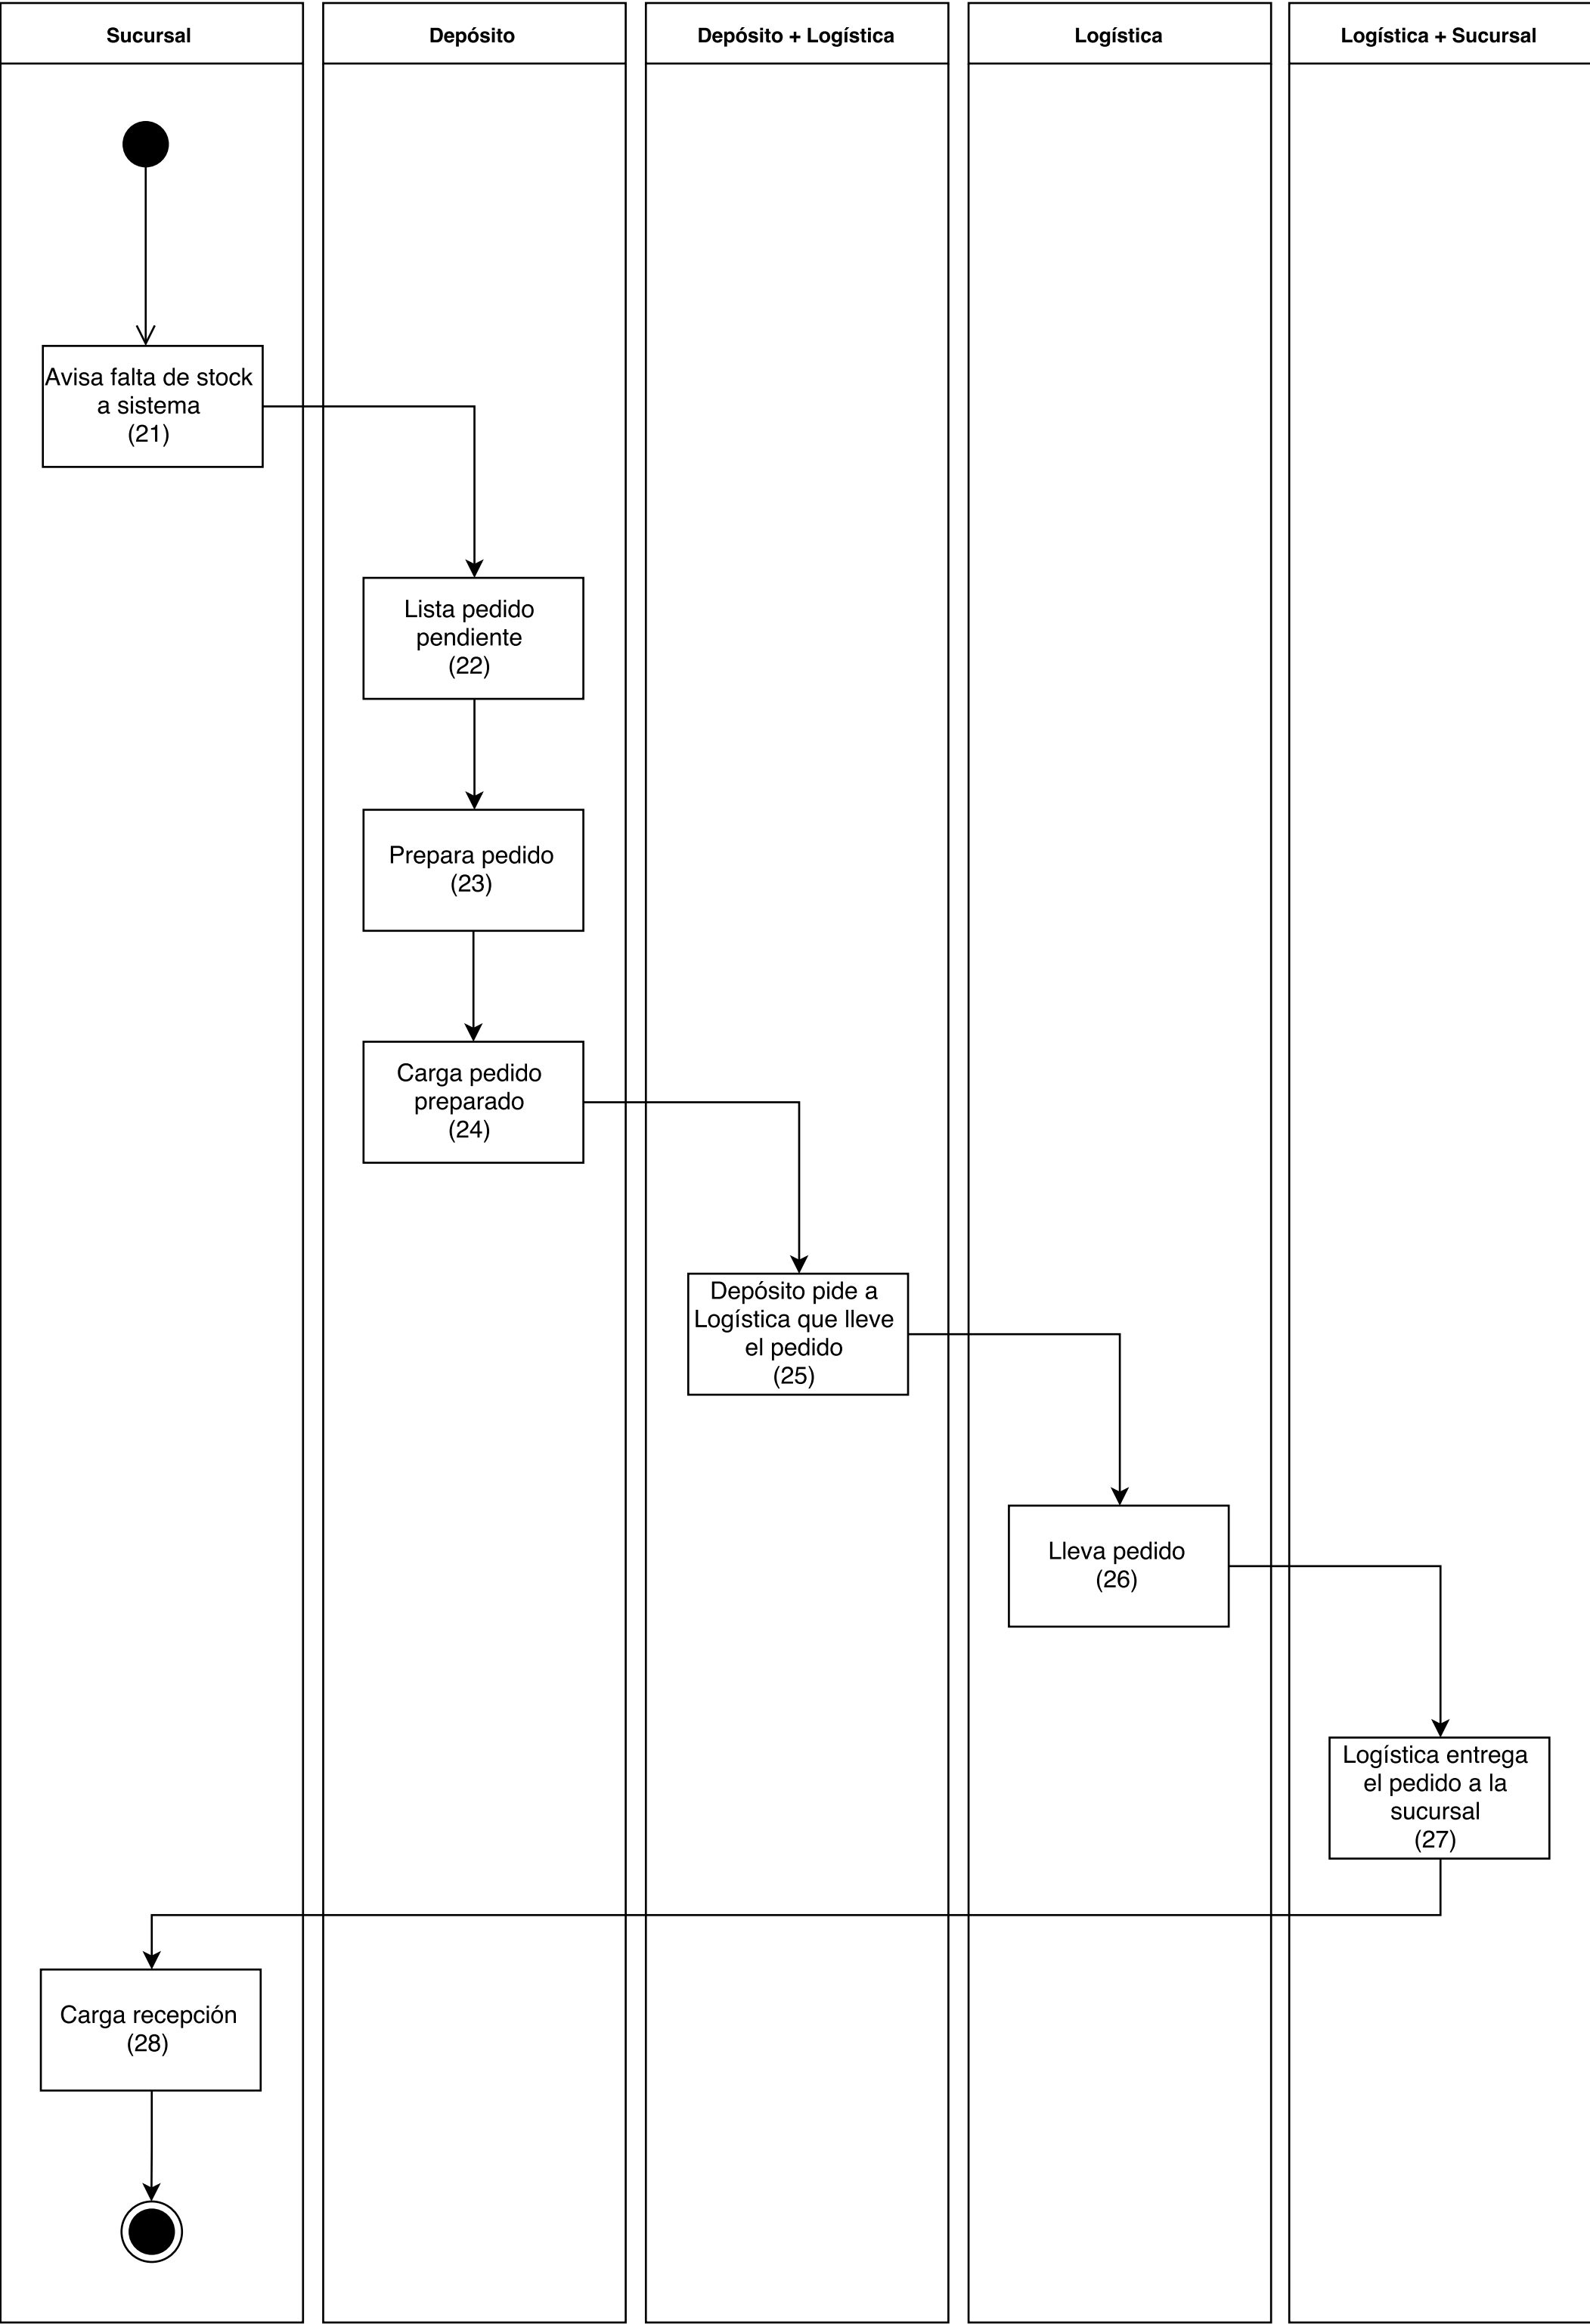 Sucursal
Depósito
Depósito + Logística
Logística
Logística + Sucursal
Avisa falta de stock
a sistema
(21)
Lista pedido
pendiente
(22)
Prepara pedido
(23)
Carga pedido
preparado
(24)
Depósito pide a
Logística que lleve
el pedido
(25)
Lleva pedido
(26)
Logística entrega
el pedido a la
sucursal
(27)
Carga recepción
(28)